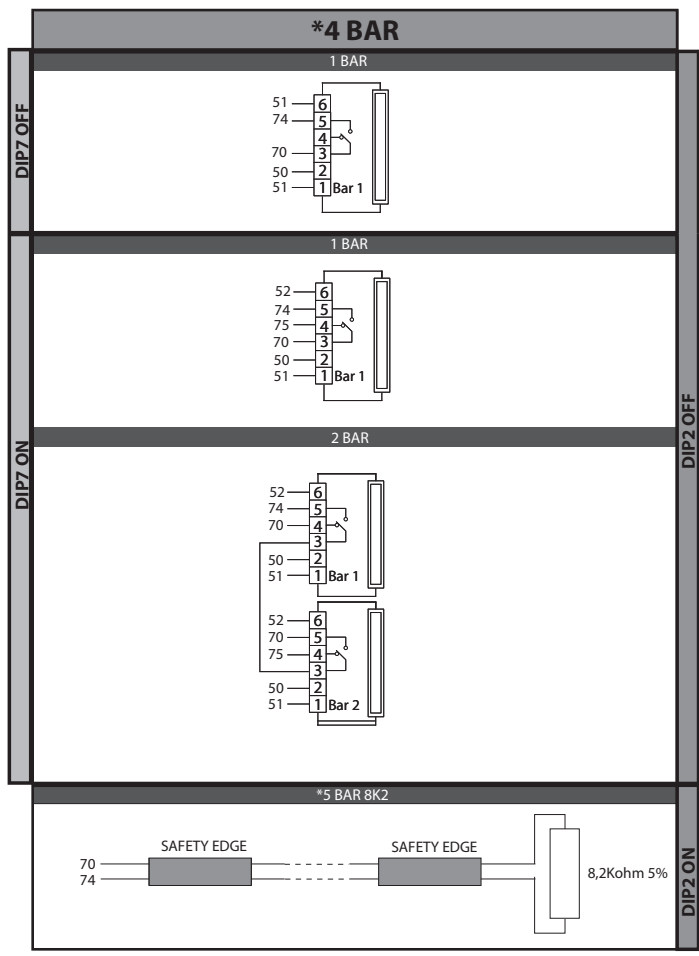 *4 BAR
DIP7 OFF
1 BAR
51 6
74 5
4
70 3
50 2
51 1 Bar 1
DIP7 ON
DIP2 OFF
1 BAR
52 6
74 5
75 4
70 3
50 2
51 1 Bar 1
2 BAR
52 6
74 5
70 4
3
50 2
51 1 Bar 1
52 6
70 5
75 4
3
50 2
51 1 Bar 2
*5 BAR 8K2
DIP2 ON
SAFETY EDGE SAFETY EDGE
70
74
8,2Kohm 5%